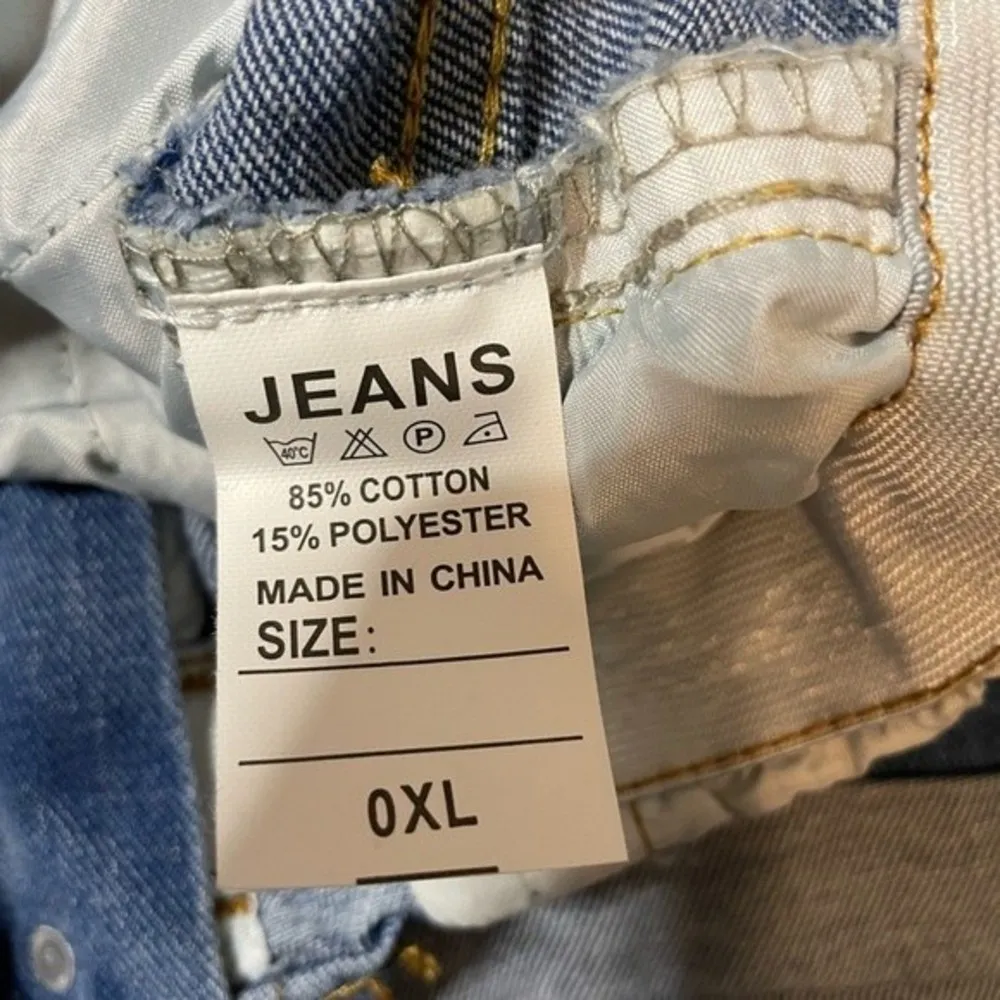 JEANS
40°C P
85% COTTON
15% POLYESTER
MADE IN CHINA
SIZE:
0XL